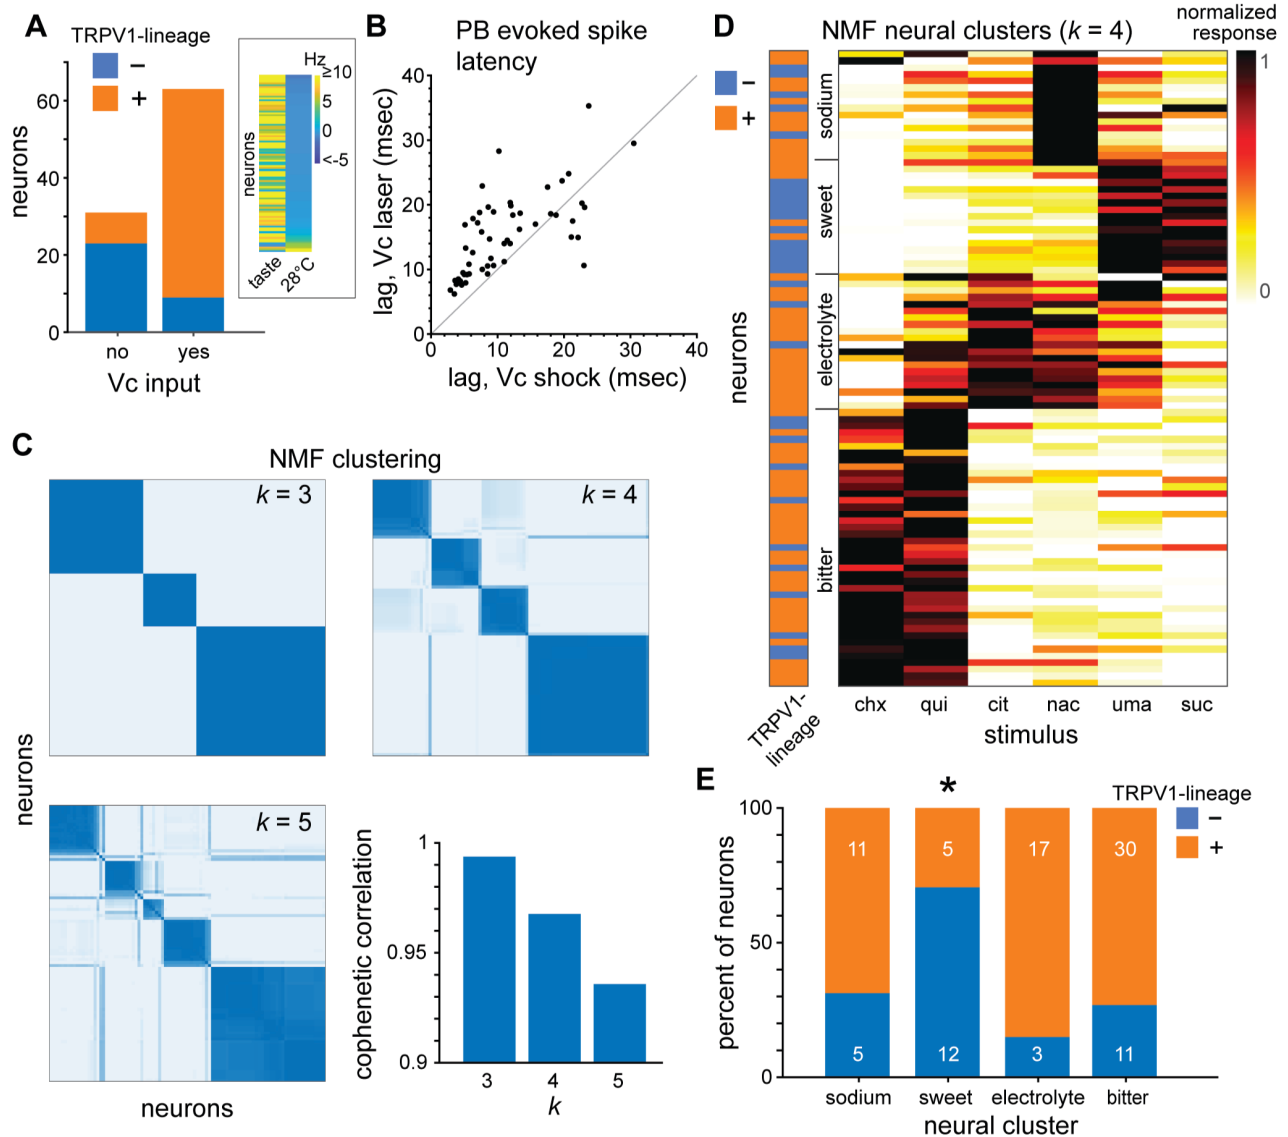 A
TRPV1-lineage
−
+
neurons
60
40
20
0
no
yes
Vc input
Hz
≥10
5
0
<-5
neurons
taste
28°C
B
PB evoked spike
latency
lag, Vc laser (msec)
40
30
20
10
0
0
10
20
30
40
lag, Vc shock (msec)
C
NMF clustering
k = 3
k = 4
k = 5
neurons
neurons
cophenetic correlation
1
0.95
0.9
3
4
5
k
D
NMF neural clusters (k = 4)
normalized
response
1
0
−
+
neurons
sodium
sweet
electrolyte
bitter
TRPV1-
lineage
chx
qui
cit
nac
uma
suc
stimulus
E
*
TRPV1-lineage
−
+
percent of neurons
100
50
0
11
5
17
30
5
12
3
11
sodium
sweet
electrolyte
bitter
neural cluster